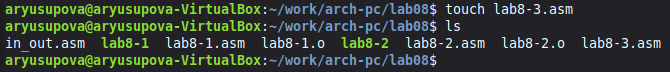 aryusupova@aryusupova-VirtualBox:~/work/arch-pc/lab08$ touch lab8-3.asm
aryusupova@aryusupova-VirtualBox:~/work/arch-pc/lab08$ ls
in_out.asm lab8-1 lab8-1.asm lab8-1.o lab8-2 lab8-2.asm lab8-2.o lab8-3.asm
aryusupova@aryusupova-VirtualBox:~/work/arch-pc/lab08$